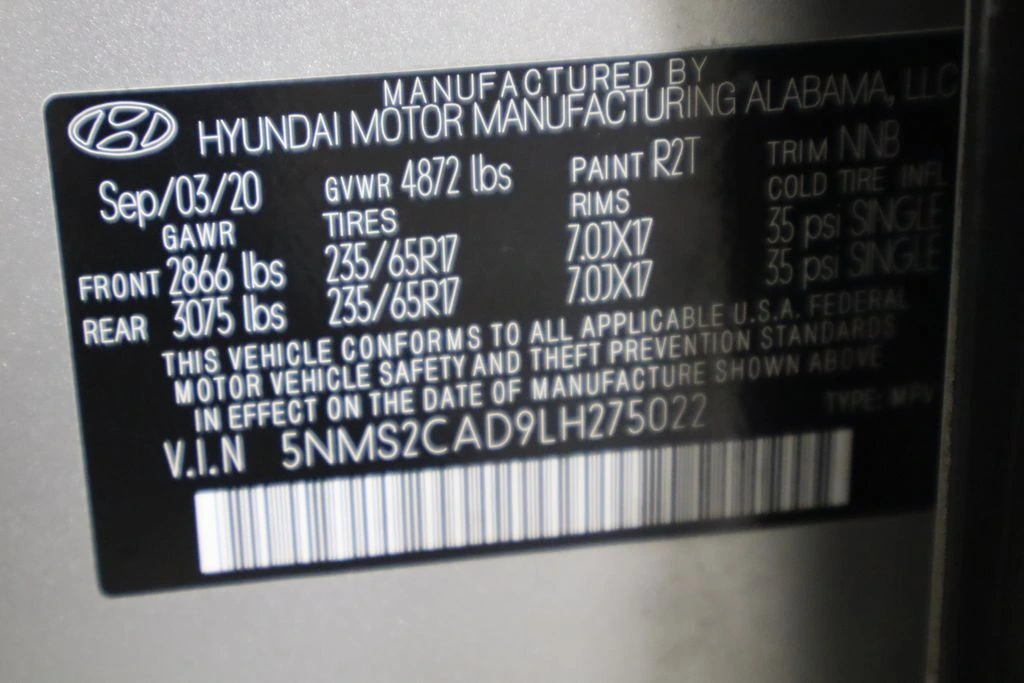 MANUFACTURED BY
HYUNDAI MOTOR MANUFACTURING ALABAMA, LLC
Sep/03/20 GVWR 4872 lbs PAINT R2T TRIM NNB
GAWR TIRES RIMS COLD TIRE INFL
FRONT 2866 lbs 235/65R17 7.0JX17 35 psi SINGLE
REAR 3075 lbs 235/65R17 7.0JX17 35 psi SINGLE
THIS VEHICLE CONFORMS TO ALL APPLICABLE U.S.A. FEDERAL
MOTOR VEHICLE SAFETY AND THEFT PREVENTION STANDARDS
IN EFFECT ON THE DATE OF MANUFACTURE SHOWN ABOVE
V.I.N 5NMS2CAD9LH275022 TYPE: MPV